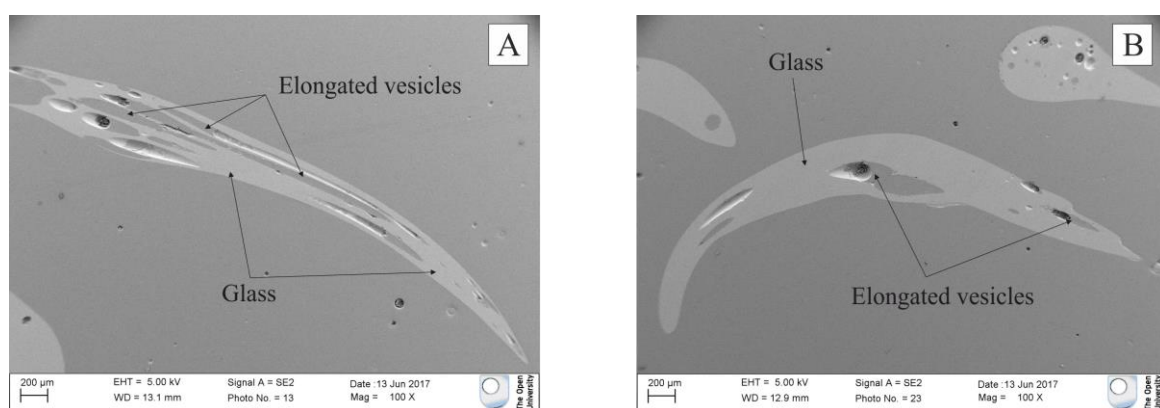 A
Elongated vesicles
Glass
200 µm
EHT = 5.00 kV
WD = 13.1 mm
Signal A = SE2
Photo No. = 13
Date :13 Jun 2017
Mag = 100 X
The Open
University
B
Glass
Elongated vesicles
200 µm
EHT = 5.00 kV
WD = 12.9 mm
Signal A = SE2
Photo No. = 23
Date :13 Jun 2017
Mag = 100 X
The Open
University